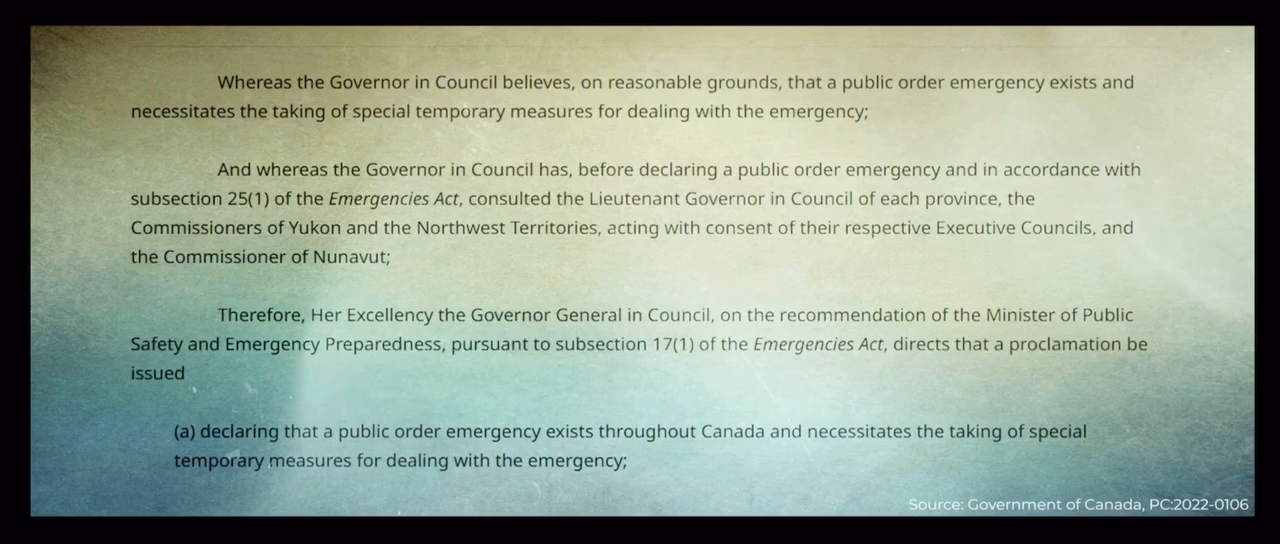 Whereas the Governor in Council believes, on reasonable grounds, that a public order emergency exists and
necessitates the taking of special temporary measures for dealing with the emergency;
And whereas the Governor in Council has, before declaring a public order emergency and in accordance with
subsection 25(1) of the Emergencies Act, consulted the Lieutenant Governor in Council of each province, the
Commissioners of Yukon and the Northwest Territories, acting with consent of their respective Executive Councils, and
the Commissioner of Nunavut;
Therefore, Her Excellency the Governor General in Council, on the recommendation of the Minister of Public
Safety and Emergency Preparedness, pursuant to subsection 17(1) of the Emergencies Act, directs that a proclamation be
issued
(a) declaring that a public order emergency exists throughout Canada and necessitates the taking of special
temporary measures for dealing with the emergency;
Source: Government of Canada, PC:2022-0106